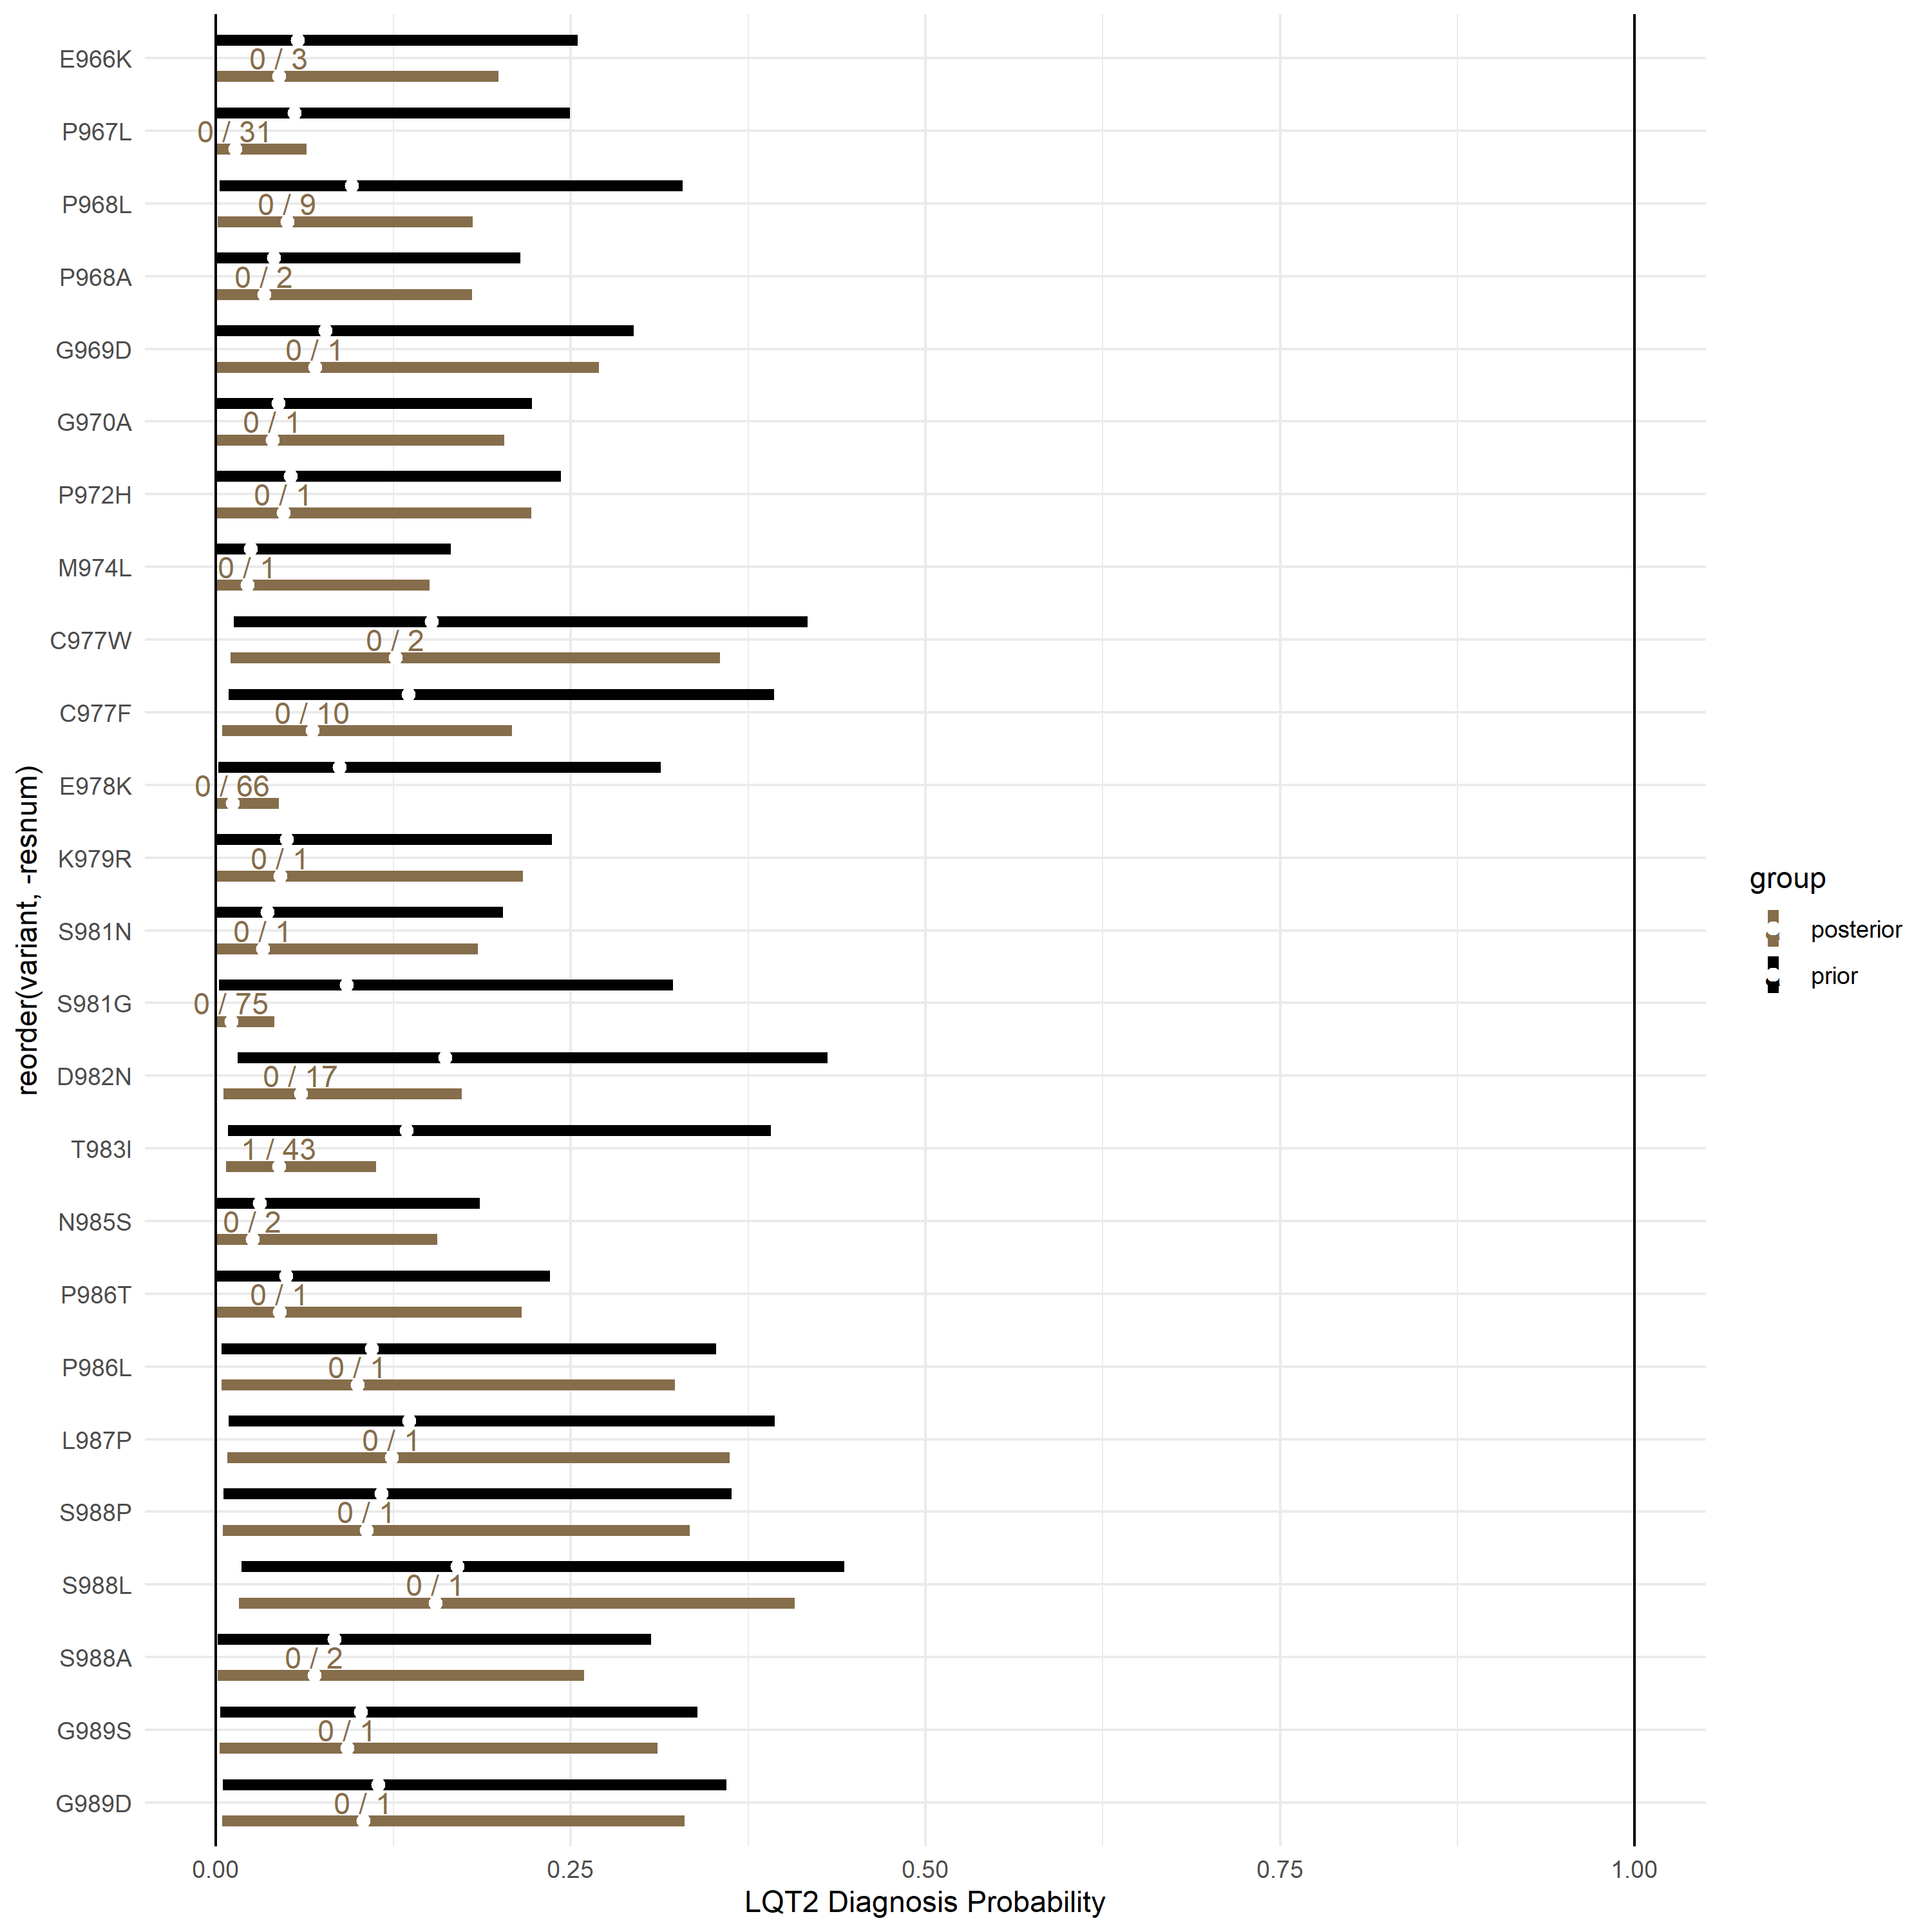 E966K
0 / 3
P967L
0 / 31
P968L
0 / 9
P968A
0 / 2
G969D
0 / 1
G970A
0 / 1
P972H
0 / 1
M974L
0 / 1
C977W
0 / 2
C977F
0 / 10
E978K
0 / 66
K979R
0 / 1
S981N
0 / 1
S981G
0 / 75
D982N
0 / 17
T983I
1 / 43
N985S
0 / 2
P986T
0 / 1
P986L
0 / 1
L987P
0 / 1
S988P
0 / 1
S988L
0 / 1
S988A
0 / 2
G989S
0 / 1
G989D
0 / 1
reorder(variant, -resnum)
0.00 0.25 0.50 0.75 1.00
LQT2 Diagnosis Probability
group
posterior
prior